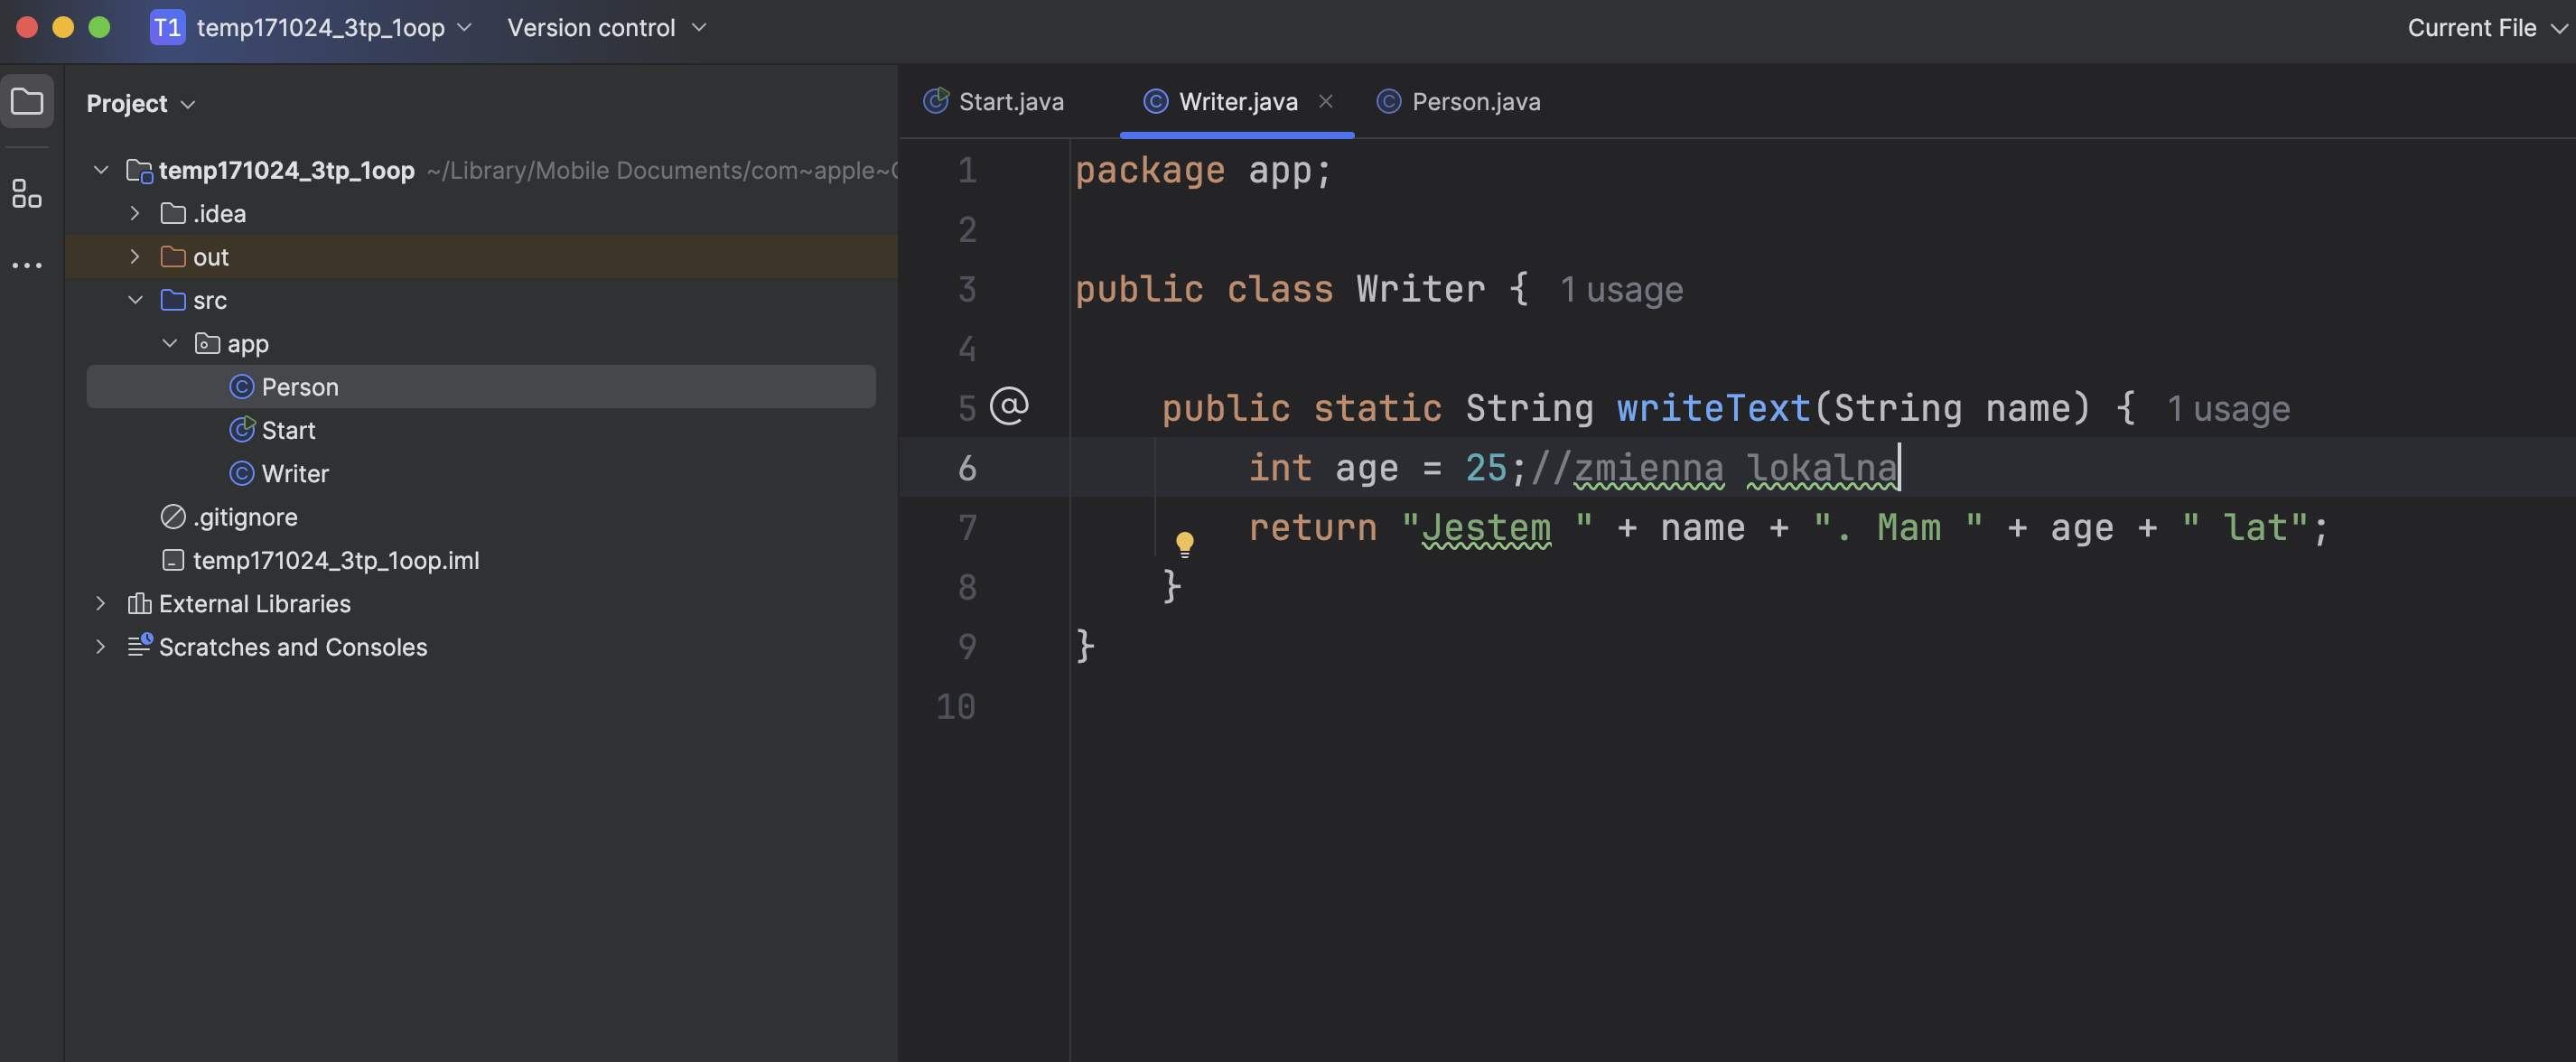 T1 temp171024_3tp_1oop Version control Current File
Project
temp171024_3tp_1oop ~/Library/Mobile Documents/com~apple~
.idea
out
src
app
Person
Start
Writer
.gitignore
temp171024_3tp_1oop.iml
External Libraries
Scratches and Consoles
Start.java Writer.java Person.java
1 package app;
2
3 public class Writer { 1 usage
4
5 @ public static String writeText(String name) { 1 usage
6 int age = 25;//zmienna lokalna
7 return "Jestem " + name + ". Mam " + age + " lat";
8 }
9 }
10